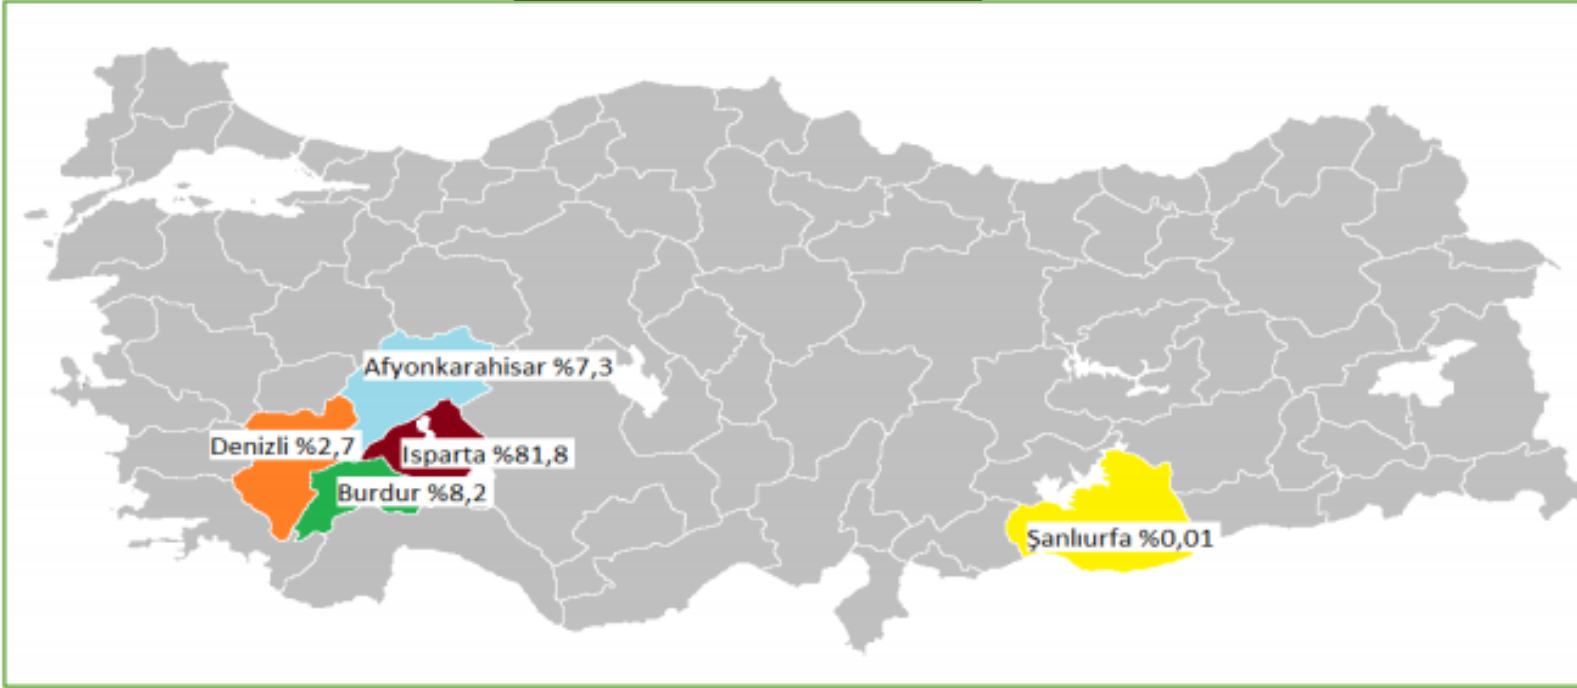 Afyonkarahisar %7,3
Denizli %2,7
Isparta %81,8
Burdur %8,2
Şanlıurfa %0,01